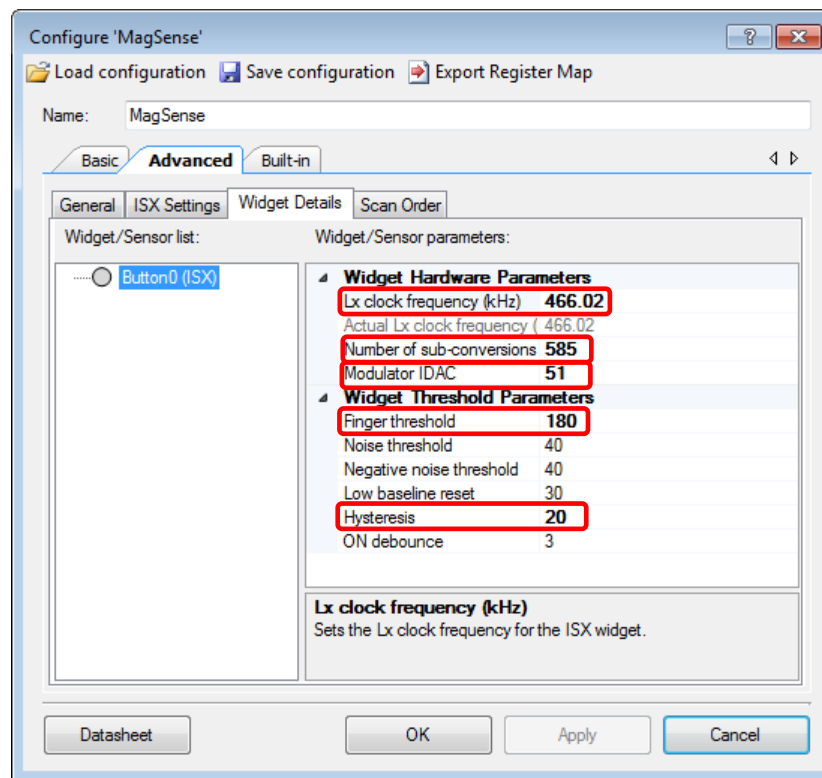 Configure 'MagSense'
Load configuration Save configuration Export Register Map
Name: MagSense
Basic Advanced Built-in
General ISX Settings Widget Details Scan Order
Widget/Sensor list: Widget/Sensor parameters:
Button0 (ISX)
Widget Hardware Parameters
Lx clock frequency (kHz) 466.02
Actual Lx clock frequency ( 466.02
Number of sub-conversions 585
Modulator IDAC 51
Widget Threshold Parameters
Finger threshold 180
Noise threshold 40
Negative noise threshold 40
Low baseline reset 30
Hysteresis 20
ON debounce 3
Lx clock frequency (kHz)
Sets the Lx clock frequency for the ISX widget.
Datasheet OK Apply Cancel